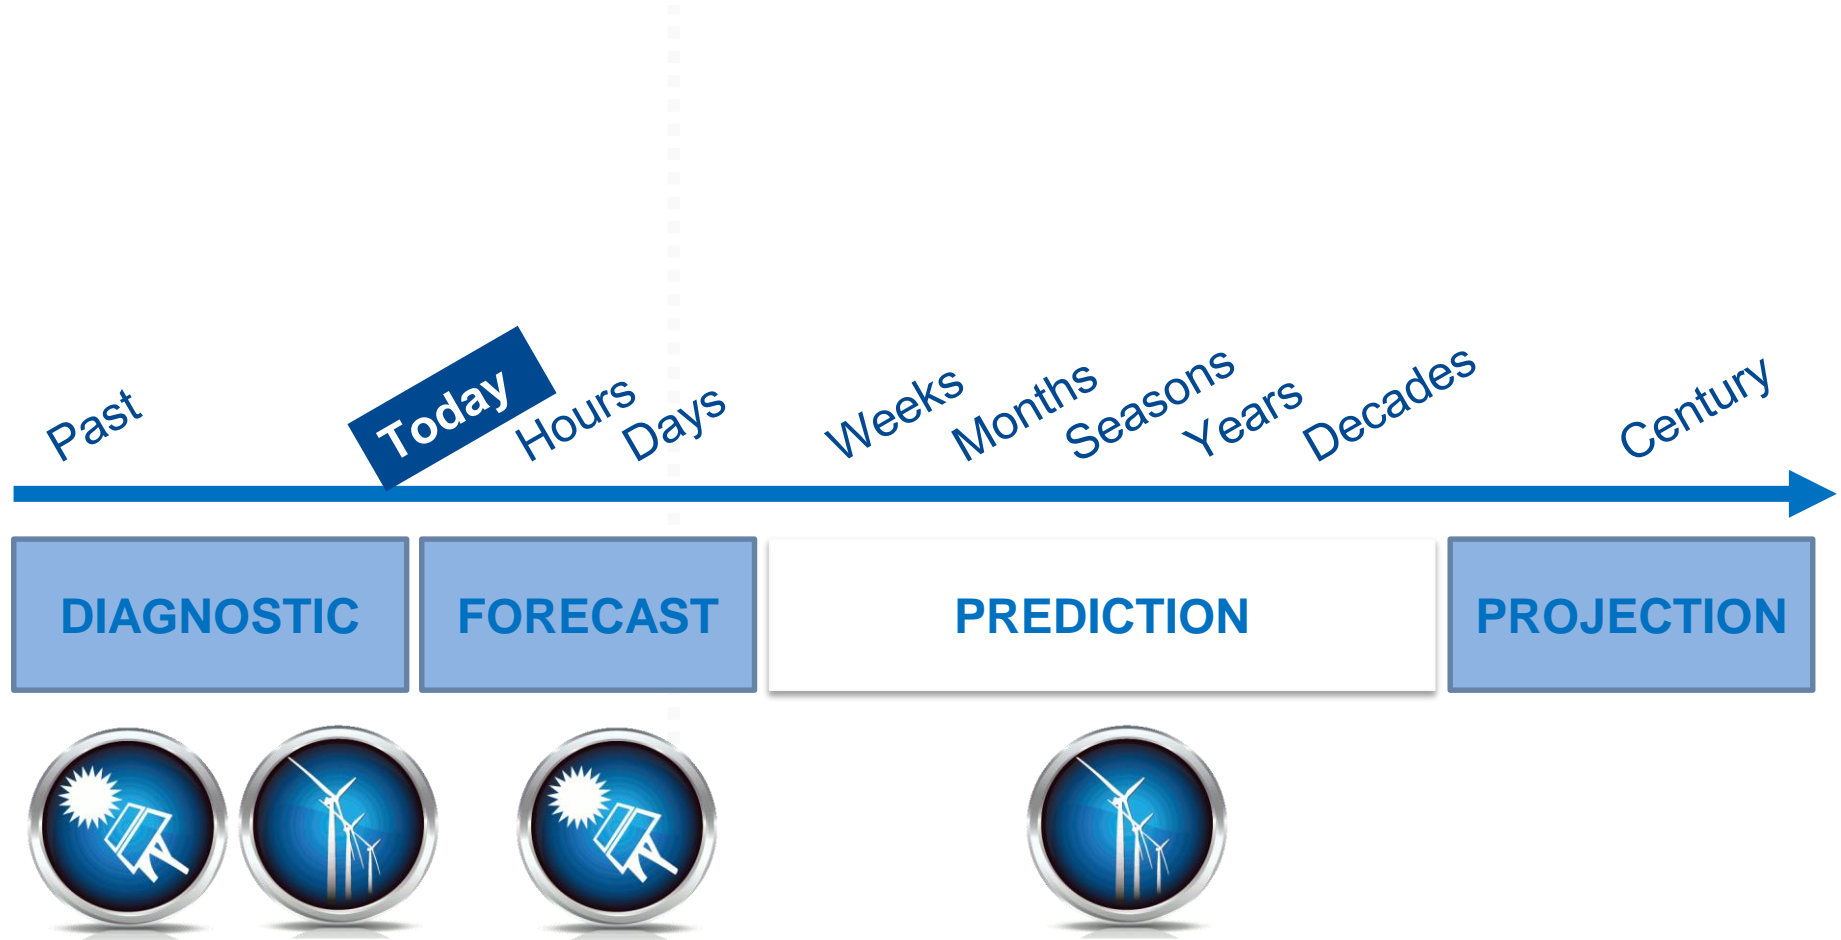 Past
Today
Hours
Days
Weeks
Months
Seasons
Years
Decades
Century
DIAGNOSTIC
FORECAST
PREDICTION
PROJECTION